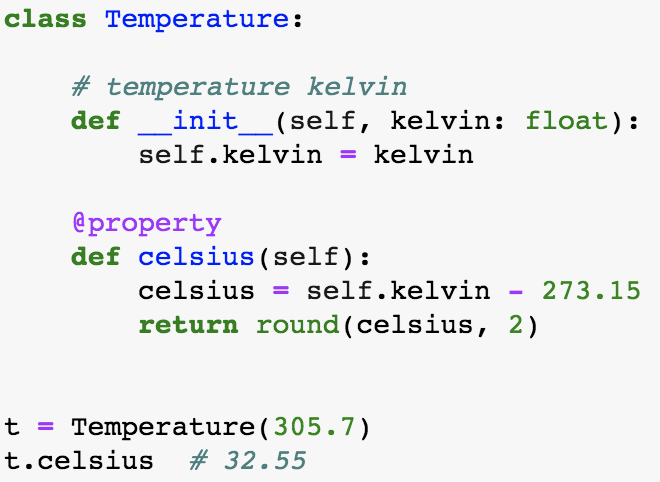 class Temperature:
    # temperature kelvin
    def __init__(self, kelvin: float):
        self.kelvin = kelvin
    @property
    def celsius(self):
        celsius = self.kelvin - 273.15
        return round(celsius, 2)
t = Temperature(305.7)
t.celsius  # 32.55